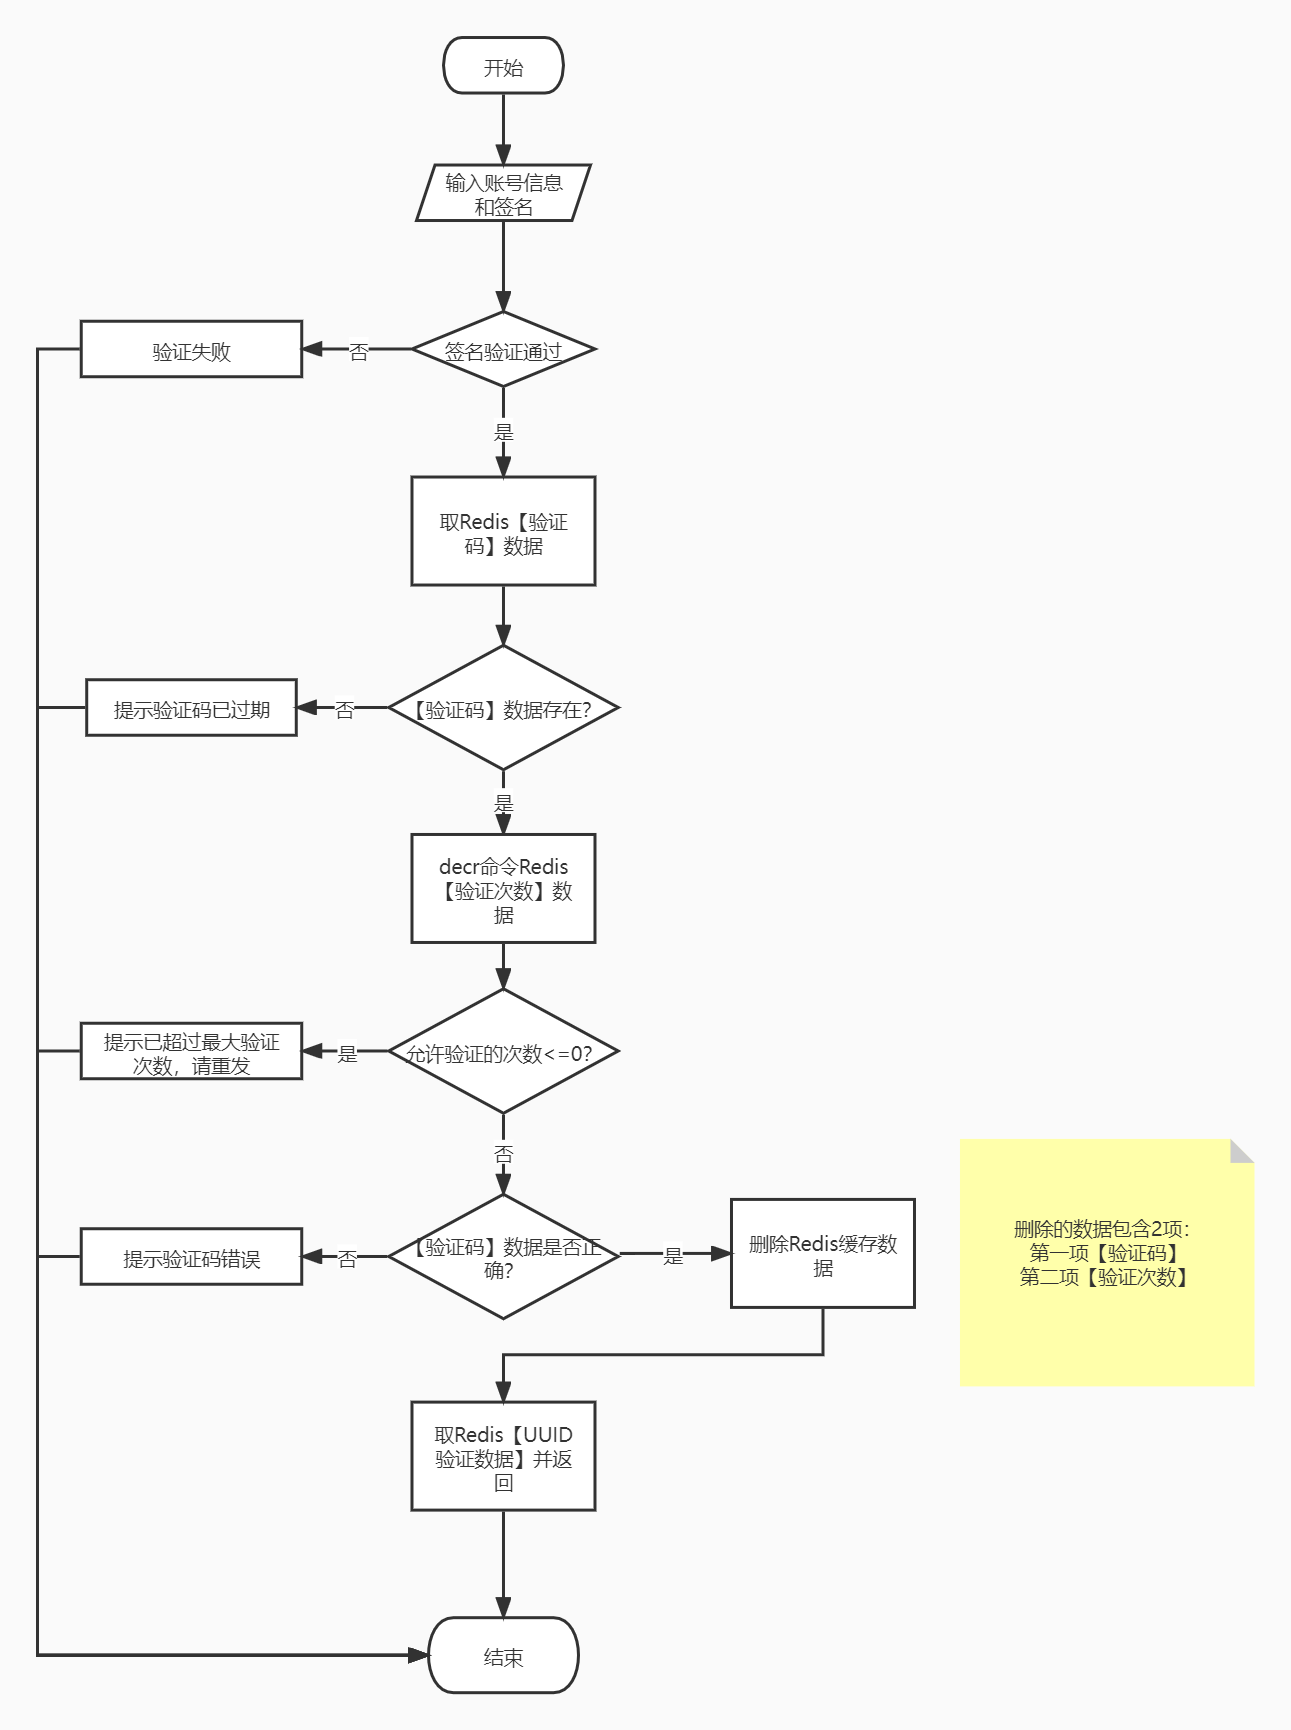 开始
输入账号信息
和签名
验证失败
否
签名验证通过
是
取Redis【验证
码】数据
提示验证码已过期
否
【验证码】数据存在？
是
decr命令Redis
【验证次数】数
据
提示已超过最大验证
次数，请重发
是
允许验证的次数<=0？
否
提示验证码错误
否
【验证码】数据是否正
确？
是
删除Redis缓存数
据
删除的数据包含2项：
第一项【验证码】
第二项【验证次数】
取Redis【UUID
验证数据】并返
回
结束